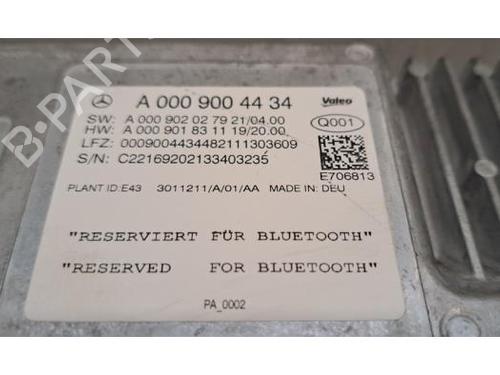 A 000 900 44 34
Valeo
SW: A 000 902 02 79 21/04.00
HW: A 000 901 83 11 19/20.00
Q001
LFZ: 0009004434482111303609
S/N: C22169202133403235
E706813
PLANT ID:E43 3011211/A/01/AA MADE IN: DEU
"RESERVIERT FÜR BLUETOOTH"
"RESERVED FOR BLUETOOTH"
PA_0002
B-PARTS